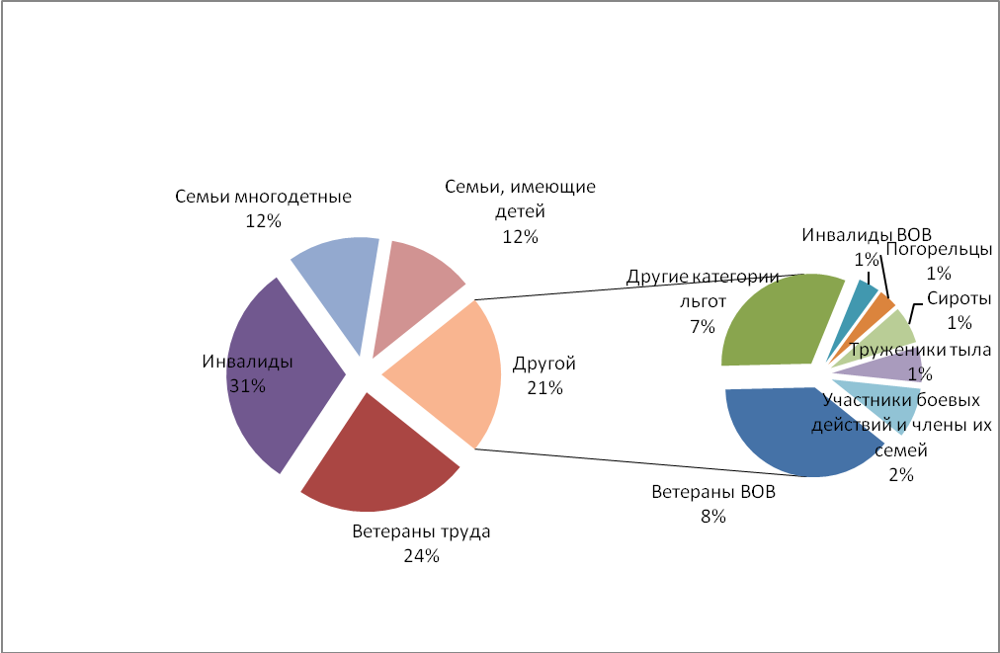 Семьи многодетные
12%
Семьи, имеющие
детей
12%
Инвалиды
31%
Другой
21%
Ветераны труда
24%
Другие категории
льгот
7%
Инвалиды ВОВ
1%
Погорельцы
1%
Сироты
1%
Труженики тыла
1%
Участники боевых
действий и члены их
семей
2%
Ветераны ВОВ
8%